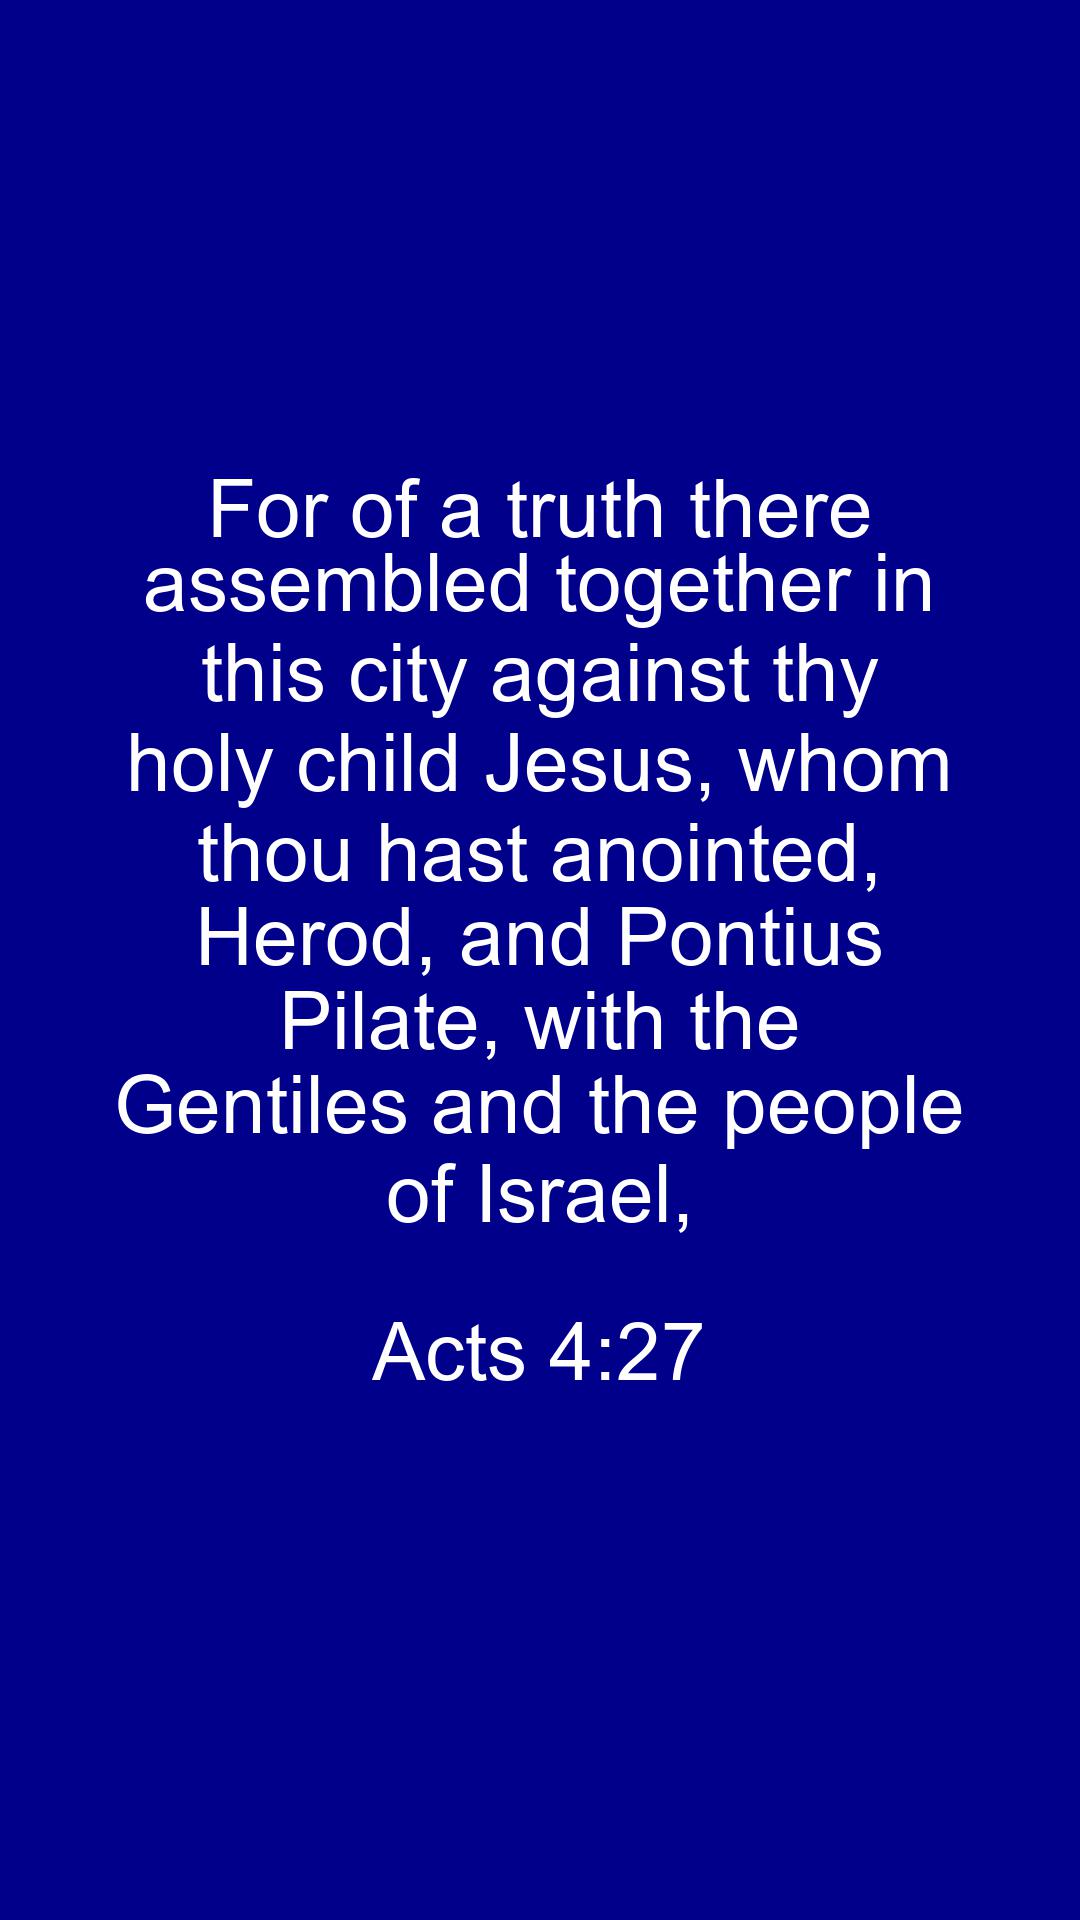 For of a truth there
assembled together in
this city against thy
holy child Jesus, whom
thou hast anointed,
Herod, and Pontius
Pilate, with the
Gentiles and the people
of Israel,
Acts 4:27